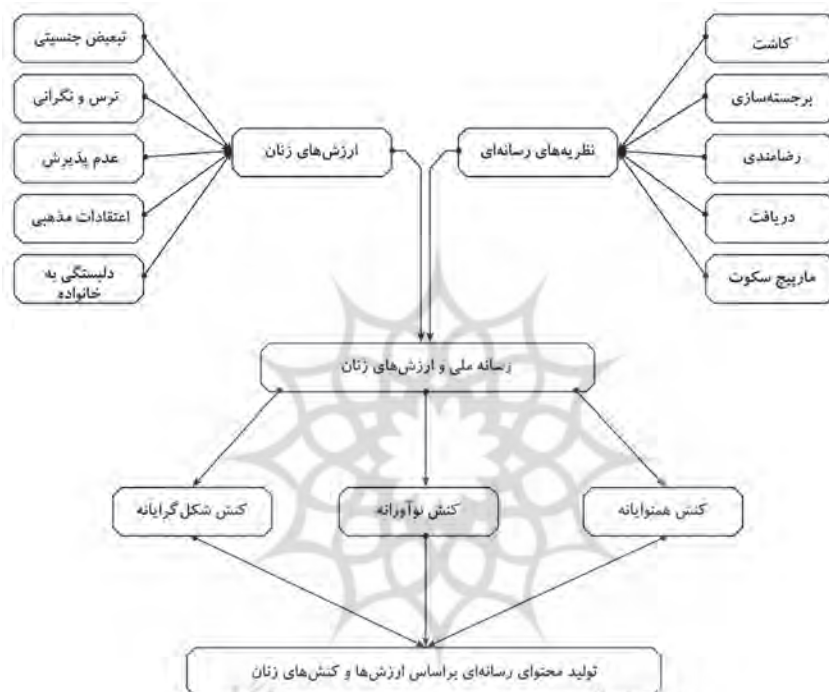 کاشت
برجسته‌سازی
رضامندی
دریافت
مارپیچ سکوت
نظریه‌های رسانه‌ای
ارزش‌های زنان
تبعیض جنسیتی
ترس و نگرانی
عدم پذیرش
اعتقادات مذهبی
دلبستگی به
خانواده
رسانه ملی و ارزش‌های زنان
کنش همنوایانه
کنش نوآورانه
کنش شکل‌گرایانه
تولید محتوای رسانه‌ای براساس ارزش‌ها و کنش‌های زنان